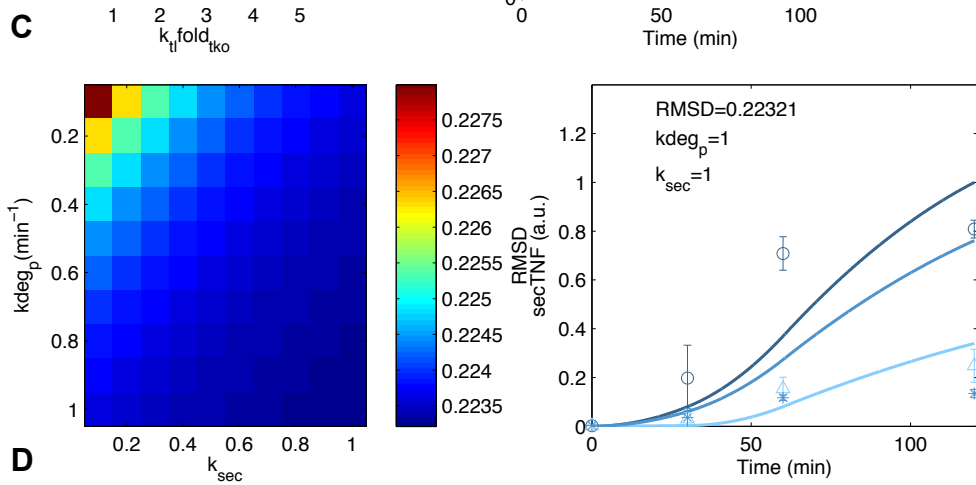 C
1 2 3 4 5
k_tl fold_tko
0
0 50 100
Time (min)
0.2
0.4
0.6
0.8
1
kdeg_p(min⁻¹)
0.2 0.4 0.6 0.8 1
k_sec
0.2275
0.227
0.2265
0.226
0.2255
0.225
0.2245
0.224
0.2235
RMSD
secTNF (a.u.)
1.2
1
0.8
0.6
0.4
0.2
0
RMSD=0.22321
kdeg_p=1
k_sec=1
0 50 100
Time (min)
D